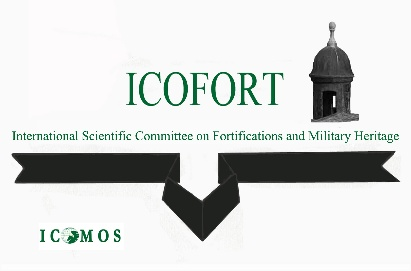 ICOFORT
International Scientific Committee on Fortifications and Military Heritage
ICOMOS